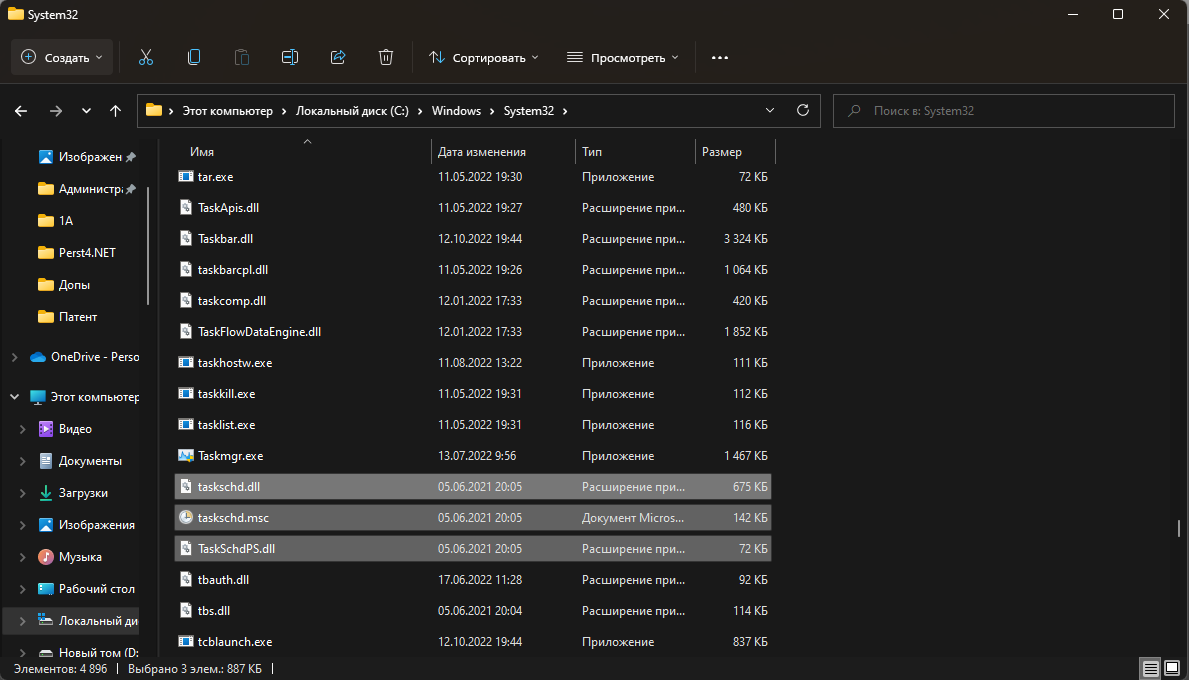 System32
Создать
Сортировать
Просмотреть
Этот компьютер
Локальный диск (C:)
Windows
System32
Поиск в: System32
Изображен
Администра
1А
Perst4.NET
Допы
Патент
OneDrive - Perso
Этот компьютер
Видео
Документы
Загрузки
Изображения
Музыка
Рабочий стол
Локальный ди
Новый том (D:
Имя Дата изменения Тип Размер
tar.exe 11.05.2022 19:30 Приложение 72 КБ
TaskApis.dll 11.05.2022 19:27 Расширение при... 480 КБ
Taskbar.dll 12.10.2022 19:44 Расширение при... 3 324 КБ
taskbarcpl.dll 11.05.2022 19:26 Расширение при... 1 064 КБ
taskcomp.dll 12.01.2022 17:33 Расширение при... 420 КБ
TaskFlowDataEngine.dll 12.01.2022 17:33 Расширение при... 1 852 КБ
taskhostw.exe 11.08.2022 13:22 Приложение 111 КБ
taskkill.exe 11.05.2022 19:31 Приложение 112 КБ
tasklist.exe 11.05.2022 19:31 Приложение 116 КБ
Taskmgr.exe 13.07.2022 9:56 Приложение 1 467 КБ
taskschd.dll 05.06.2021 20:05 Расширение при... 675 КБ
taskschd.msc 05.06.2021 20:05 Документ Micros... 142 КБ
TaskSchdPS.dll 05.06.2021 20:05 Расширение при... 72 КБ
tbauth.dll 17.06.2022 11:28 Расширение при... 92 КБ
tbs.dll 05.06.2021 20:04 Расширение при... 114 КБ
tcblaunch.exe 12.10.2022 19:44 Приложение 837 КБ
Элементов: 4 896 Выбрано 3 элем.: 887 КБ